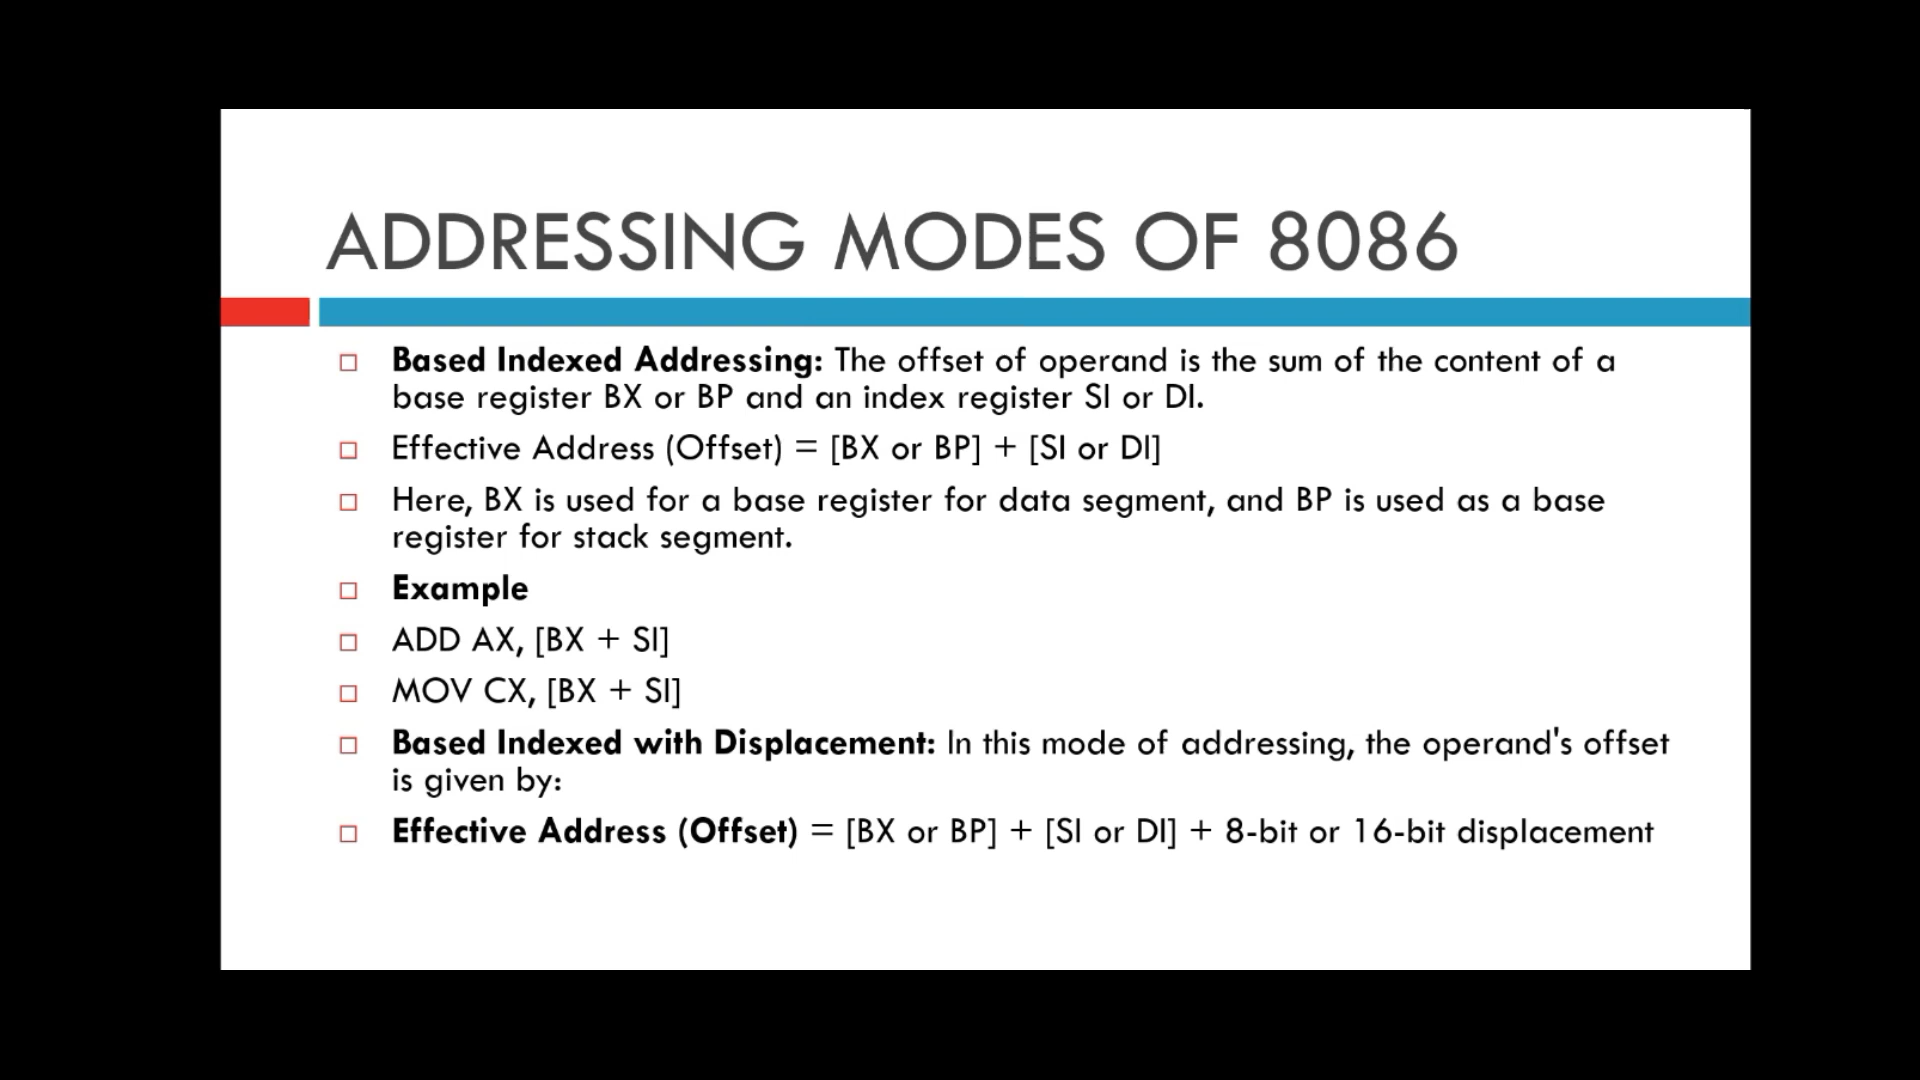 ADDRESSING MODES OF 8086
Based Indexed Addressing: The offset of operand is the sum of the content of a
base register BX or BP and an index register SI or DI.
Effective Address (Offset) = [BX or BP] + [SI or DI]
Here, BX is used for a base register for data segment, and BP is used as a base
register for stack segment.
Example
ADD AX, [BX + SI]
MOV CX, [BX + SI]
Based Indexed with Displacement: In this mode of addressing, the operand's offset
is given by:
Effective Address (Offset) = [BX or BP] + [SI or DI] + 8-bit or 16-bit displacement